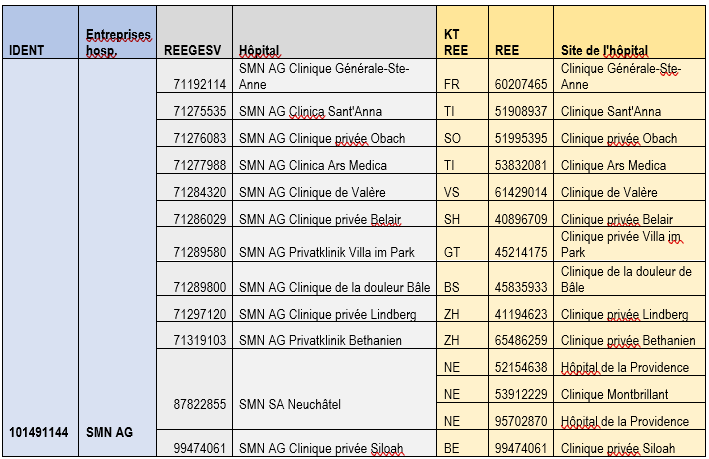 IDENT Entreprises hosp. REEGESV Hôpital KT REE REE Site de l'hôpital
71192114 SMN AG Clinique Générale-Ste-Anne FR 60207465 Clinique Générale-Ste-Anne
71275535 SMN AG Clinica Sant'Anna TI 51908937 Clinique Sant'Anna
71276083 SMN AG Clinique privée Obach SO 51995395 Clinique privée Obach
71277988 SMN AG Clinica Ars Medica TI 53832081 Clinique Ars Medica
71284320 SMN AG Clinique de Valère VS 61429014 Clinique de Valère
71286029 SMN AG Clinique privée Belair SH 40896709 Clinique privée Belair
71289580 SMN AG Privatklinik Villa im Park GT 45214175 Clinique privée Villa im Park
71289800 SMN AG Clinique de la douleur Bâle BS 45835933 Clinique de la douleur de Bâle
71297120 SMN AG Clinique privée Lindberg ZH 41194623 Clinique privée Lindberg
71319103 SMN AG Privatklinik Bethanien ZH 65486259 Clinique privée Bethanien
87822855 SMN SA Neuchâtel NE 52154638 Hôpital de la Providence
NE 53912229 Clinique Montbrillant
NE 95702870 Hôpital de la Providence
101491144 SMN AG 99474061 SMN AG Clinique privée Siloah BE 99474061 Clinique privée Siloah